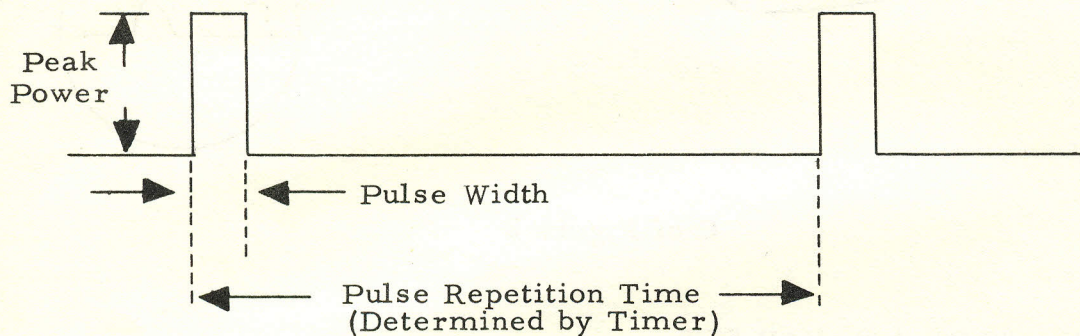 Peak
Power
Pulse Width
Pulse Repetition Time
(Determined by Timer)